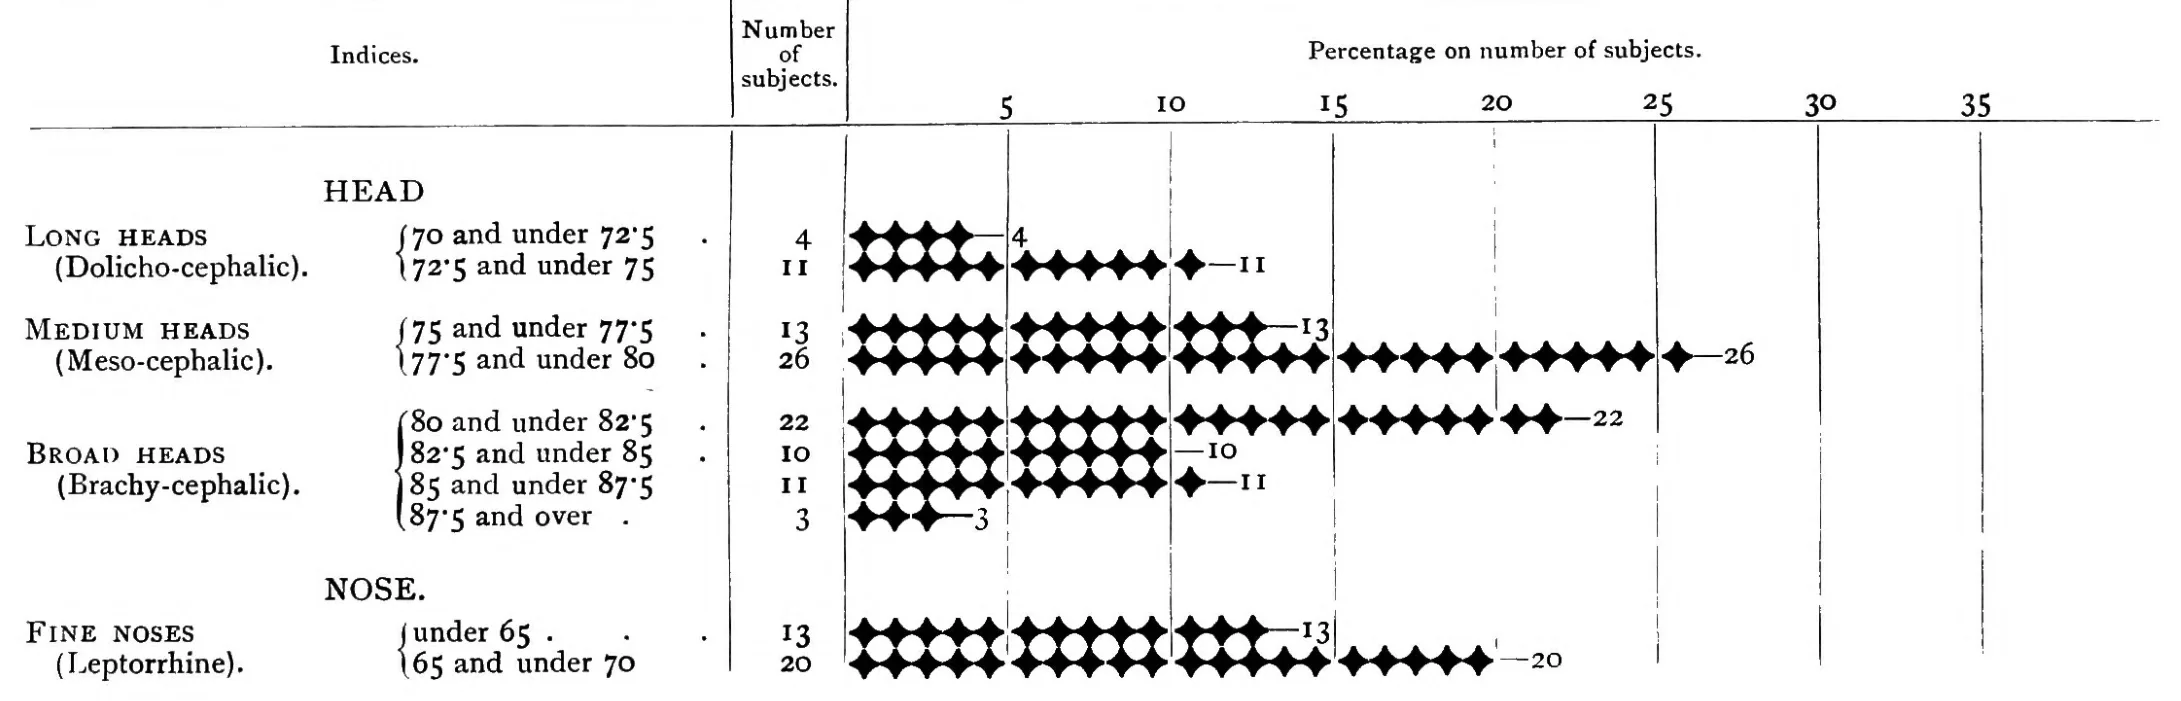 Indices.
Number
of
subjects.
Percentage on number of subjects.
5 10 15 20 25 30 35
HEAD
LONG HEADS
(Dolicho-cephalic).
70 and under 72·5 . 4 4
72·5 and under 75 11 11
MEDIUM HEADS
(Meso-cephalic).
75 and under 77·5 . 13 13
77·5 and under 80 . 26 26
BROAD HEADS
(Brachy-cephalic).
80 and under 82·5 . 22 22
82·5 and under 85 . 10 10
85 and under 87·5 11 11
87·5 and over . 3 3
NOSE.
FINE NOSES
(Leptorrhine).
under 65 . . . 13 13
65 and under 70 20 20